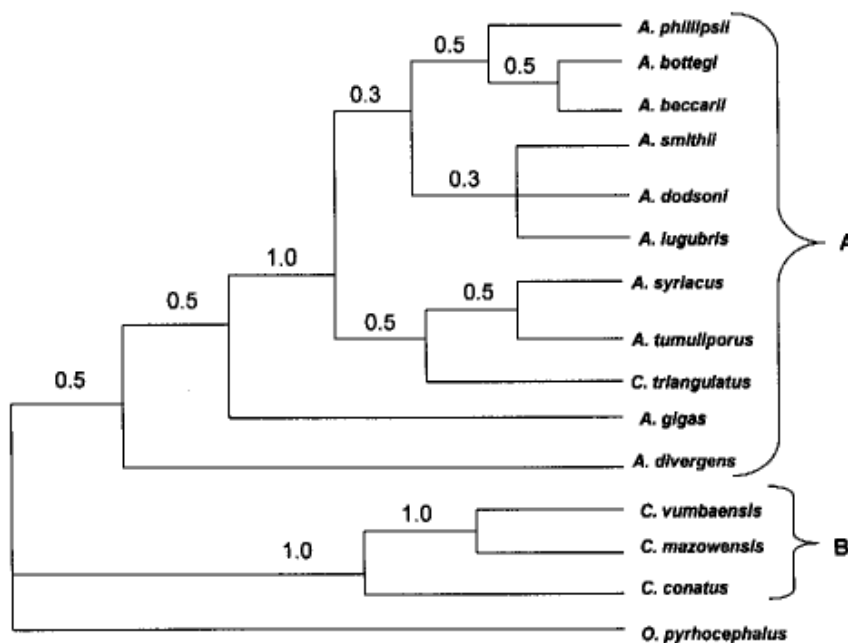 A. phillipsii
0.5
A. bottegi
0.5
0.3
A. beccarii
A. smithii
0.3
A. dodsoni
A. lugubris
A
1.0
A. syriacus
0.5
0.5
0.5
A. tumuliporus
C. triangulatus
0.5
A. gigas
A. divergens
C. vumbaensis
1.0
C. mazowensis
B
1.0
C. conatus
O. pyrhocephalus